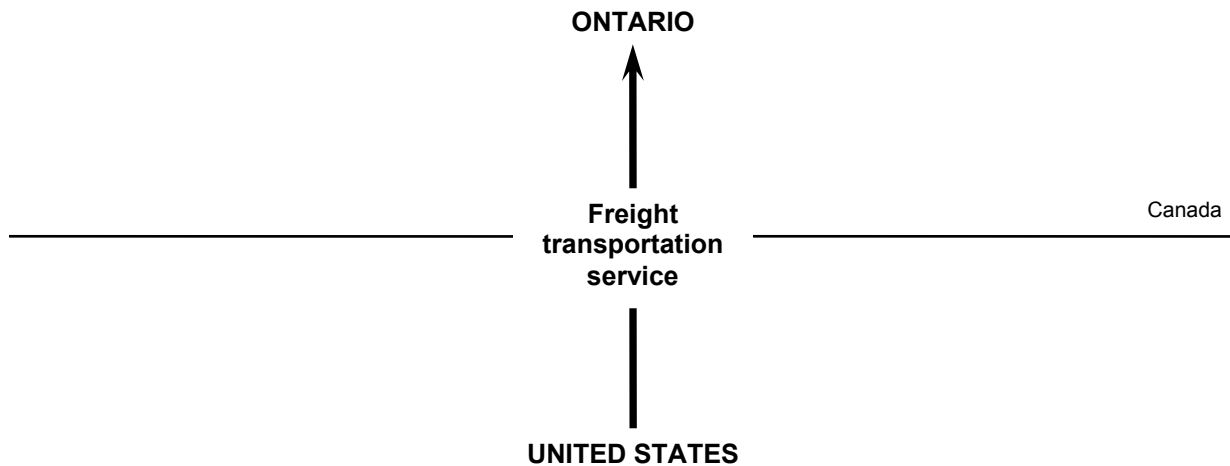 ONTARIO
Canada
Freight
transportation
service
UNITED STATES